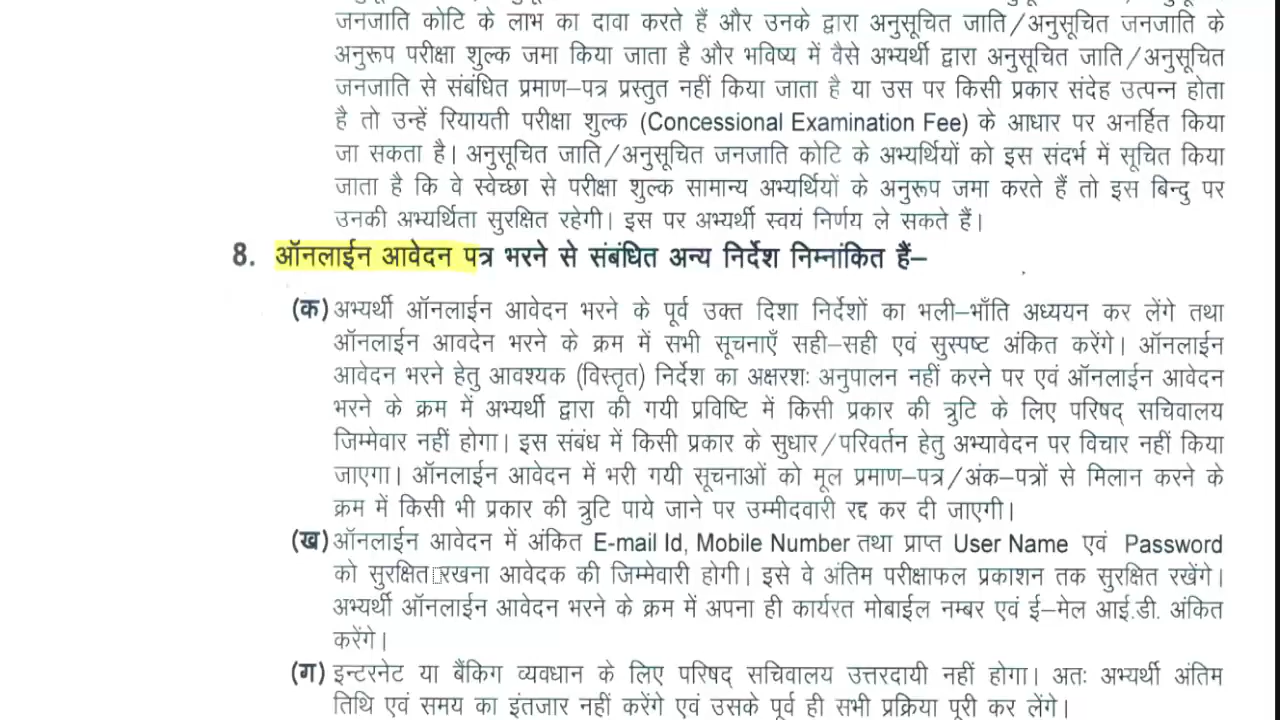 जनजाति कोटि के लाभ का दावा करते हैं और उनके द्वारा अनुसूचित जाति/अनुसूचित जनजाति के
अनुरूप परीक्षा शुल्क जमा किया जाता है और भविष्य में वैसे अभ्यर्थी द्वारा अनुसूचित जाति/अनुसूचित
जनजाति से संबंधित प्रमाण–पत्र प्रस्तुत नहीं किया जाता है या उस पर किसी प्रकार संदेह उत्पन्न होता
है तो उन्हें रियायती परीक्षा शुल्क (Concessional Examination Fee) के आधार पर अनर्हित किया
जा सकता है। अनुसूचित जाति/अनुसूचित जनजाति कोटि के अभ्यर्थियों को इस संदर्भ में सूचित किया
जाता है कि वे स्वेच्छा से परीक्षा शुल्क सामान्य अभ्यर्थियों के अनुरूप जमा करते हैं तो इस बिन्दु पर
उनकी अभ्यर्थिता सुरक्षित रहेगी। इस पर अभ्यर्थी स्वयं निर्णय ले सकते हैं।
8. ऑनलाईन आवेदन पत्र भरने से संबंधित अन्य निर्देश निम्नांकित हैं–
(क) अभ्यर्थी ऑनलाईन आवेदन भरने के पूर्व उक्त दिशा निर्देशों का भली–भाँति अध्ययन कर लेंगे तथा
ऑनलाईन आवदेन भरने के क्रम में सभी सूचनाएँ सही–सही एवं सुस्पष्ट अंकित करेंगे। ऑनलाईन
आवेदन भरने हेतु आवश्यक (विस्तृत) निर्देश का अक्षरशः अनुपालन नहीं करने पर एवं ऑनलाईन आवेदन
भरने के क्रम में अभ्यर्थी द्वारा की गयी प्रविष्टि में किसी प्रकार की त्रुटि के लिए परिषद् सचिवालय
जिम्मेवार नहीं होगा। इस संबंध में किसी प्रकार के सुधार/परिवर्तन हेतु अभ्यावेदन पर विचार नहीं किया
जाएगा। ऑनलाईन आवेदन में भरी गयी सूचनाओं को मूल प्रमाण–पत्र/अंक–पत्रों से मिलान करने के
क्रम में किसी भी प्रकार की त्रुटि पाये जाने पर उम्मीदवारी रद्द कर दी जाएगी।
(ख) ऑनलाईन आवेदन में अंकित E-mail Id, Mobile Number तथा प्राप्त User Name एवं Password
को सुरक्षित रखना आवेदक की जिम्मेवारी होगी। इसे वे अंतिम परीक्षाफल प्रकाशन तक सुरक्षित रखेंगे।
अभ्यर्थी ऑनलाईन आवेदन भरने के क्रम में अपना ही कार्यरत मोबाईल नम्बर एवं ई–मेल आई.डी. अंकित
करेंगे।
(ग) इन्टरनेट या बैंकिग व्यवधान के लिए परिषद् सचिवालय उत्तरदायी नहीं होगा। अतः अभ्यर्थी अंतिम
तिथि एवं समय का इंतजार नहीं करेंगे एवं उसके पूर्व ही सभी प्रक्रिया पूरी कर लेंगे।